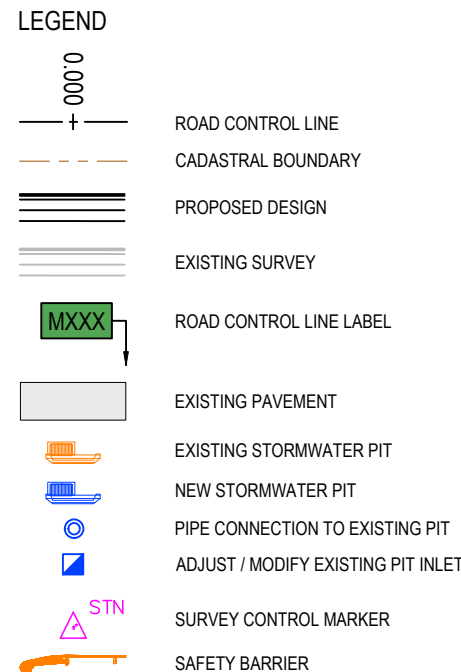 LEGEND
0.000
ROAD CONTROL LINE
CADASTRAL BOUNDARY
PROPOSED DESIGN
EXISTING SURVEY
MXXX
ROAD CONTROL LINE LABEL
EXISTING PAVEMENT
EXISTING STORMWATER PIT
NEW STORMWATER PIT
PIPE CONNECTION TO EXISTING PIT
ADJUST / MODIFY EXISTING PIT INLET
STN
SURVEY CONTROL MARKER
SAFETY BARRIER